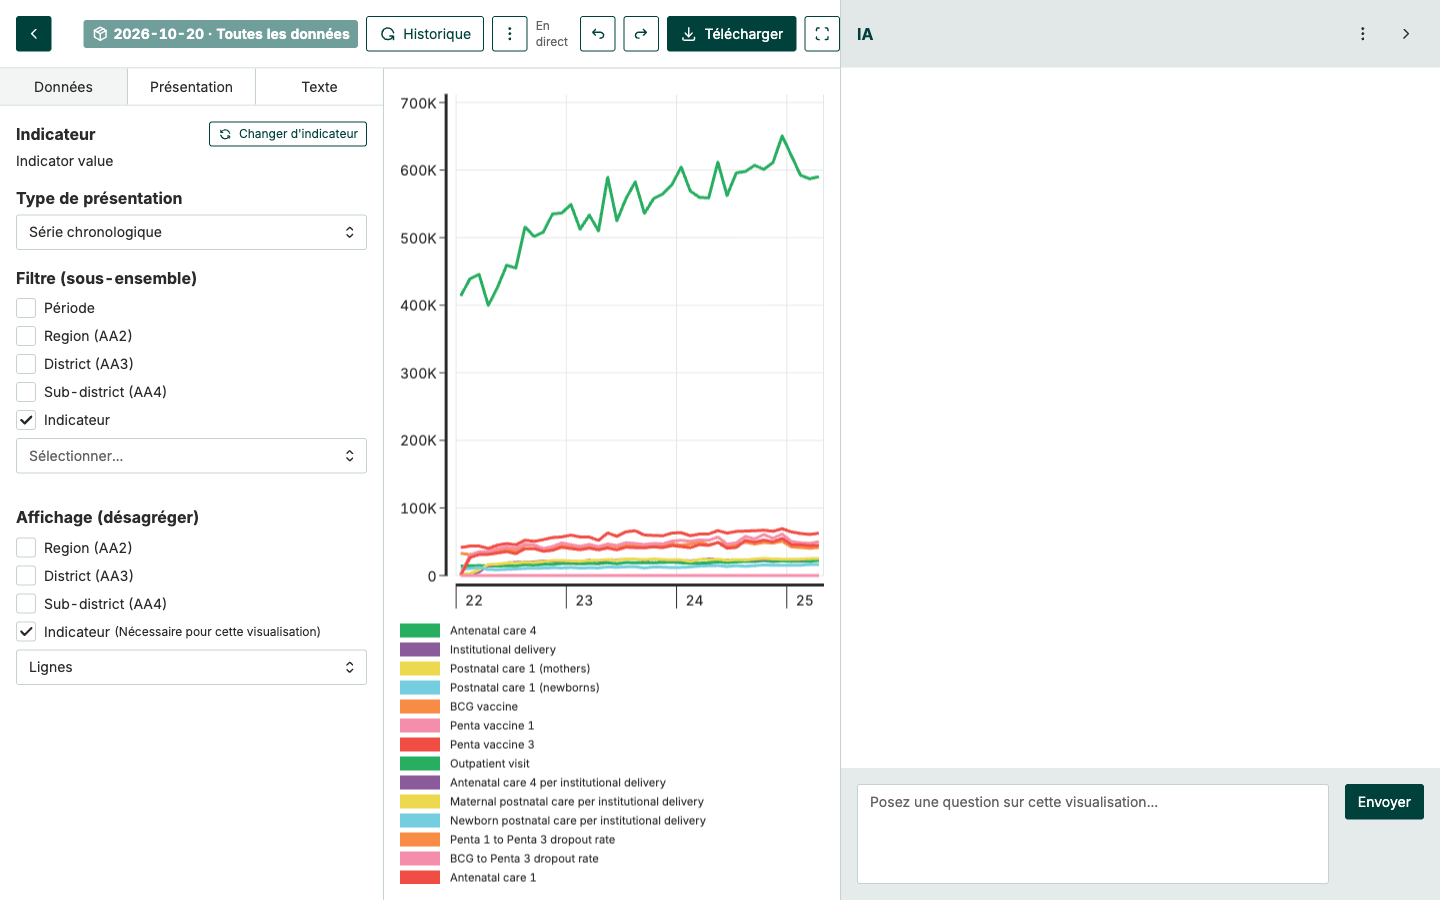 2026-10-20 · Toutes les données
Historique
En direct
Télécharger
IA
Données
Présentation
Texte
Indicateur
Changer d'indicateur
Indicator value
Type de présentation
Série chronologique
Filtre (sous-ensemble)
Période
Region (AA2)
District (AA3)
Sub-district (AA4)
Indicateur
Sélectionner...
Affichage (désagréger)
Region (AA2)
District (AA3)
Sub-district (AA4)
Indicateur (Nécessaire pour cette visualisation)
Lignes
700K
600K
500K
400K
300K
200K
100K
0
22
23
24
25
Antenatal care 4
Institutional delivery
Postnatal care 1 (mothers)
Postnatal care 1 (newborns)
BCG vaccine
Penta vaccine 1
Penta vaccine 3
Outpatient visit
Antenatal care 4 per institutional delivery
Maternal postnatal care per institutional delivery
Newborn postnatal care per institutional delivery
Penta 1 to Penta 3 dropout rate
BCG to Penta 3 dropout rate
Antenatal care 1
Posez une question sur cette visualisation...
Envoyer